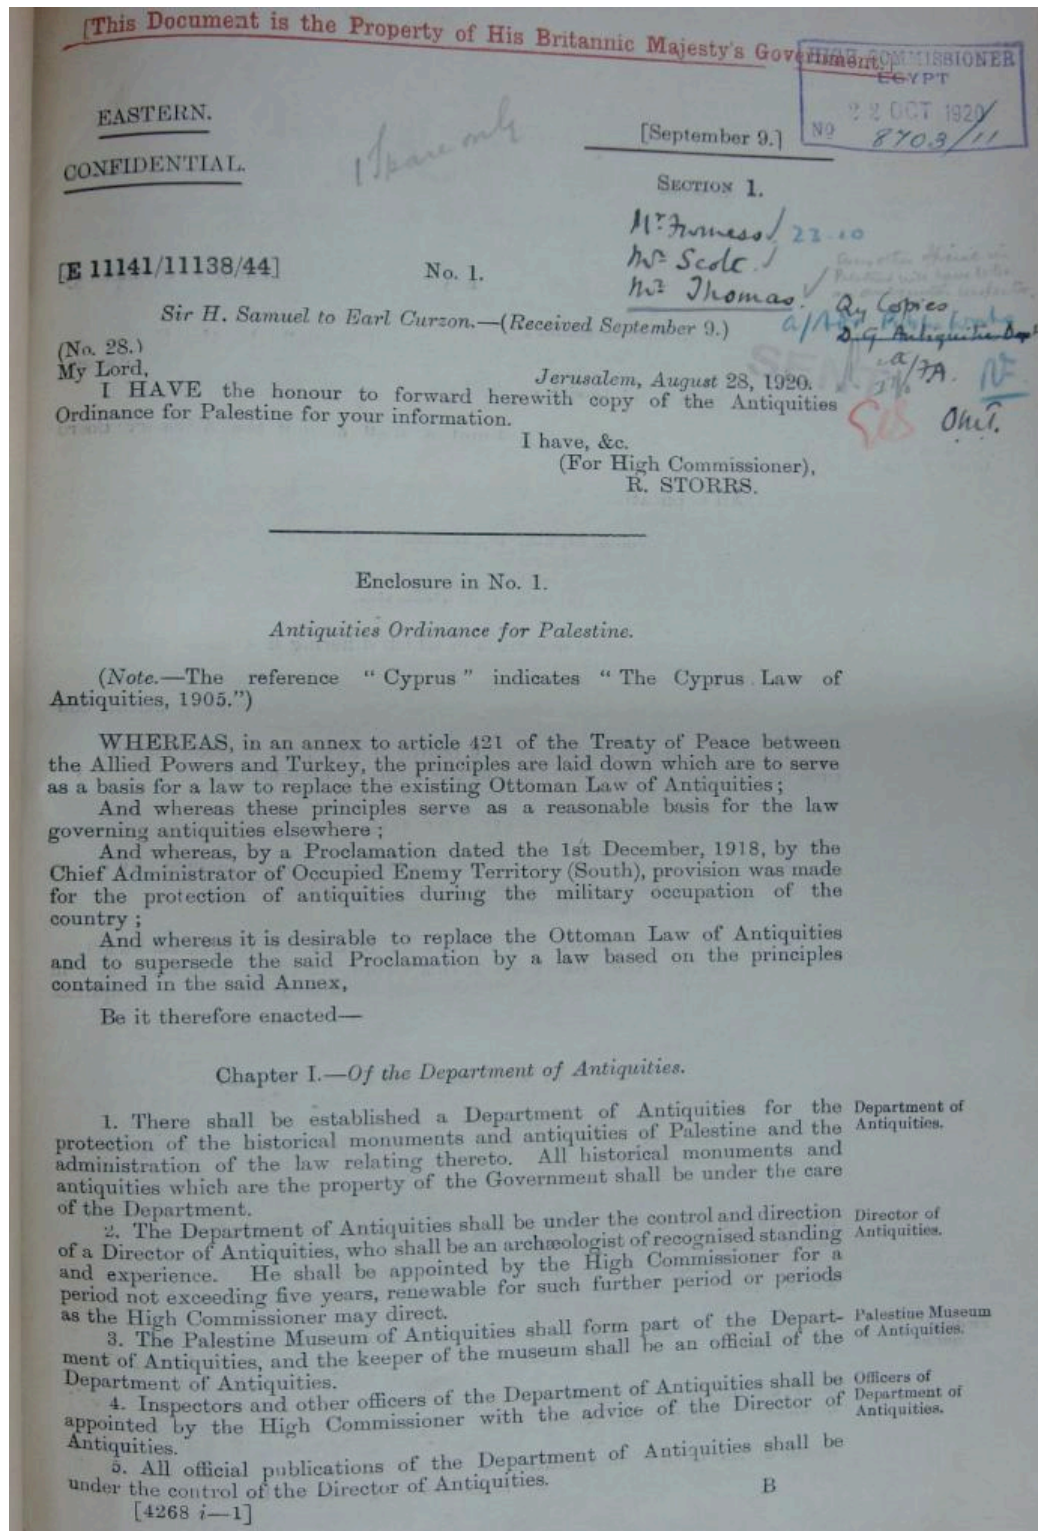 [This Document is the Property of His Britannic Majesty's Government.]
HIGH COMMISSIONER
EGYPT
22 OCT 1920
No 8703/11
EASTERN.
CONFIDENTIAL.
1 Spare only
[September 9.]
SECTION 1.
Mr. Furness / 23.10
Mr. Scott /
Mr. Thomas.
Qy Copies
D.G. Antiquities Dept
a/FA.
Omit.
[E 11141/11138/44]
No. 1.
Sir H. Samuel to Earl Curzon.—(Received September 9.)
(No. 28.)
My Lord,
Jerusalem, August 28, 1920.
I HAVE the honour to forward herewith copy of the Antiquities
Ordinance for Palestine for your information.
I have, &c.
(For High Commissioner),
R. STORRS.
Enclosure in No. 1.
Antiquities Ordinance for Palestine.
(Note.—The reference “Cyprus” indicates “The Cyprus Law of
Antiquities, 1905.”)
WHEREAS, in an annex to article 421 of the Treaty of Peace between
the Allied Powers and Turkey, the principles are laid down which are to serve
as a basis for a law to replace the existing Ottoman Law of Antiquities;
And whereas these principles serve as a reasonable basis for the law
governing antiquities elsewhere;
And whereas, by a Proclamation dated the 1st December, 1918, by the
Chief Administrator of Occupied Enemy Territory (South), provision was made
for the protection of antiquities during the military occupation of the
country;
And whereas it is desirable to replace the Ottoman Law of Antiquities
and to supersede the said Proclamation by a law based on the principles
contained in the said Annex,
Be it therefore enacted—
Chapter I.—Of the Department of Antiquities.
1. There shall be established a Department of Antiquities for the
protection of the historical monuments and antiquities of Palestine and the
administration of the law relating thereto. All historical monuments and
antiquities which are the property of the Government shall be under the care
of the Department.
Department of
Antiquities.
2. The Department of Antiquities shall be under the control and direction
of a Director of Antiquities, who shall be an archæologist of recognised standing
and experience. He shall be appointed by the High Commissioner for a
period not exceeding five years, renewable for such further period or periods
as the High Commissioner may direct.
Director of
Antiquities.
3. The Palestine Museum of Antiquities shall form part of the Depart-
ment of Antiquities, and the keeper of the museum shall be an official of the
Department of Antiquities.
Palestine Museum
of Antiquities.
4. Inspectors and other officers of the Department of Antiquities shall be
appointed by the High Commissioner with the advice of the Director of
Antiquities.
Officers of
Department of
Antiquities.
5. All official publications of the Department of Antiquities shall be
under the control of the Director of Antiquities.
B
[4268 i—1]